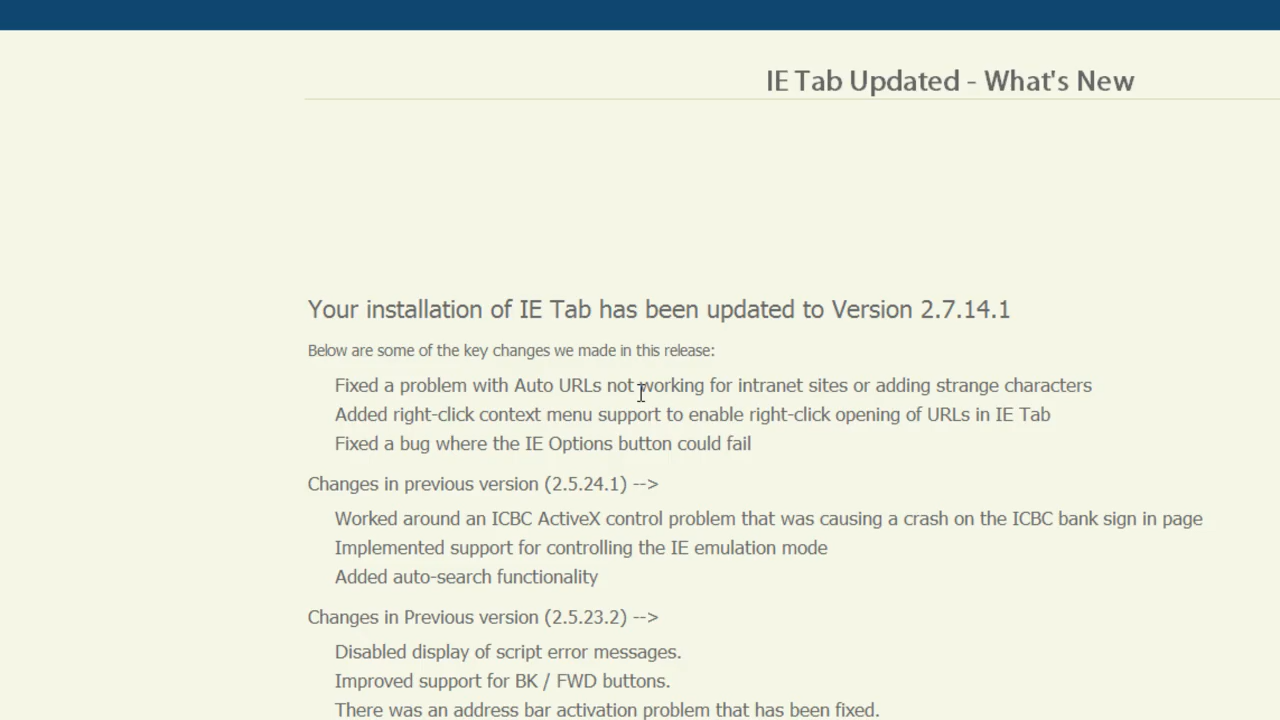 IE Tab Updated - What's New
Your installation of IE Tab has been updated to Version 2.7.14.1
Below are some of the key changes we made in this release:
Fixed a problem with Auto URLs not working for intranet sites or adding strange characters
Added right-click context menu support to enable right-click opening of URLs in IE Tab
Fixed a bug where the IE Options button could fail
Changes in previous version (2.5.24.1) -->
Worked around an ICBC ActiveX control problem that was causing a crash on the ICBC bank sign in page
Implemented support for controlling the IE emulation mode
Added auto-search functionality
Changes in Previous version (2.5.23.2) -->
Disabled display of script error messages.
Improved support for BK / FWD buttons.
There was an address bar activation problem that has been fixed.